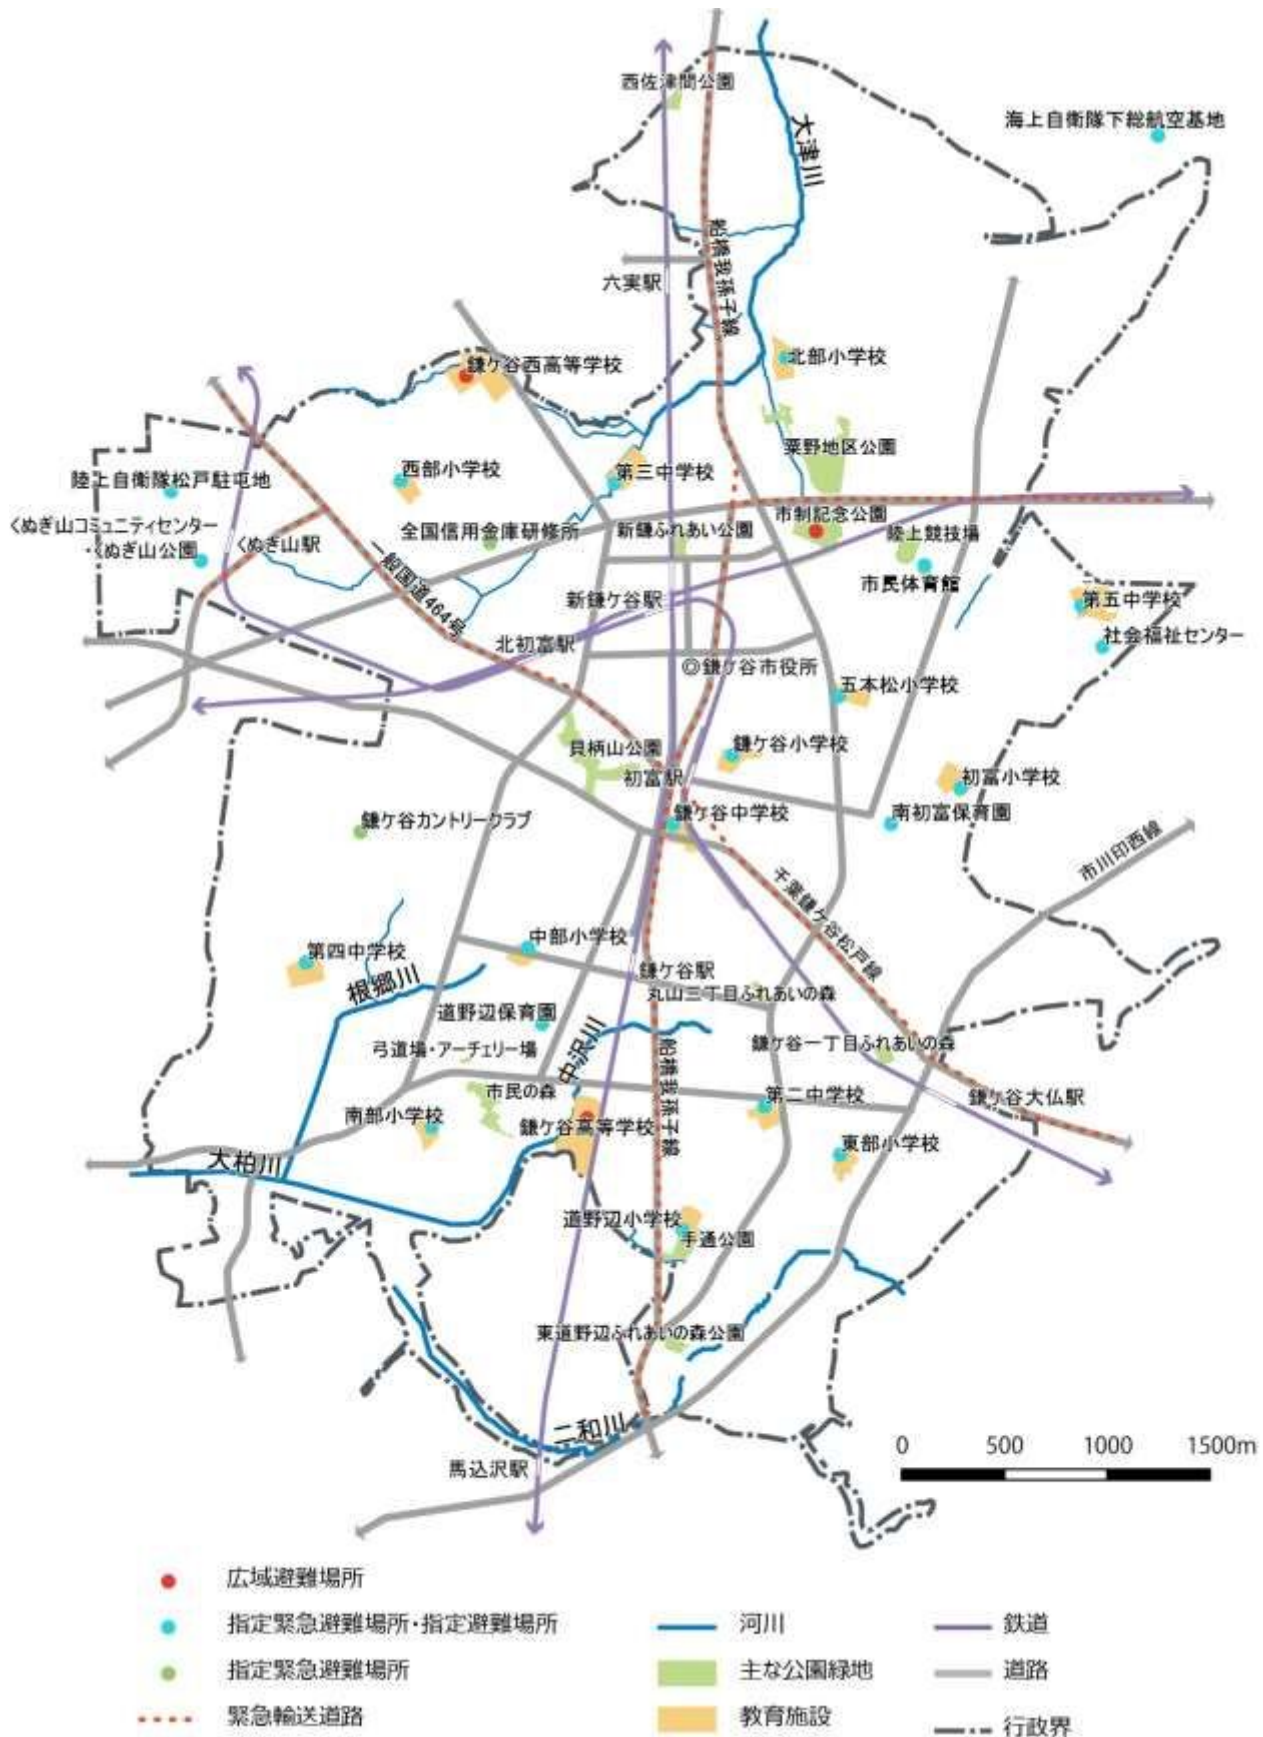 西佐津間公園
海上自衛隊下総航空基地
大津川
船橋我孫子線
六実駅
北部小学校
鎌ケ谷西高等学校
粟野地区公園
西部小学校
第三中学校
陸上自衛隊松戸駐屯地
市制記念公園
くぬぎ山コミュニティセンター
・くぬぎ山公園
くぬぎ山駅
全国信用金庫研修所
新鎌ふれあい公園
陸上競技場
一般国道464号
市民体育館
新鎌ケ谷駅
第五中学校
北初富駅
社会福祉センター
◎鎌ケ谷市役所
五本松小学校
貝柄山公園
鎌ケ谷小学校
初富駅
初富小学校
鎌ケ谷カントリークラブ
鎌ケ谷中学校
南初富保育園
市川印西線
千葉鎌ケ谷松戸線
中部小学校
第四中学校
鎌ケ谷駅
根郷川
丸山三丁目ふれあいの森
道野辺保育園
中沢川
弓道場・アーチェリー場
船橋我孫子線
鎌ケ谷一丁目ふれあいの森
市民の森
第二中学校
鎌ケ谷大仏駅
南部小学校
鎌ケ谷高等学校
東部小学校
大柏川
道野辺小学校
手通公園
東道野辺ふれあいの森公園
二和川
馬込沢駅
0 500 1000 1500m
広域避難場所
指定緊急避難場所・指定避難場所
河川
鉄道
指定緊急避難場所
主な公園緑地
道路
緊急輸送道路
教育施設
行政界